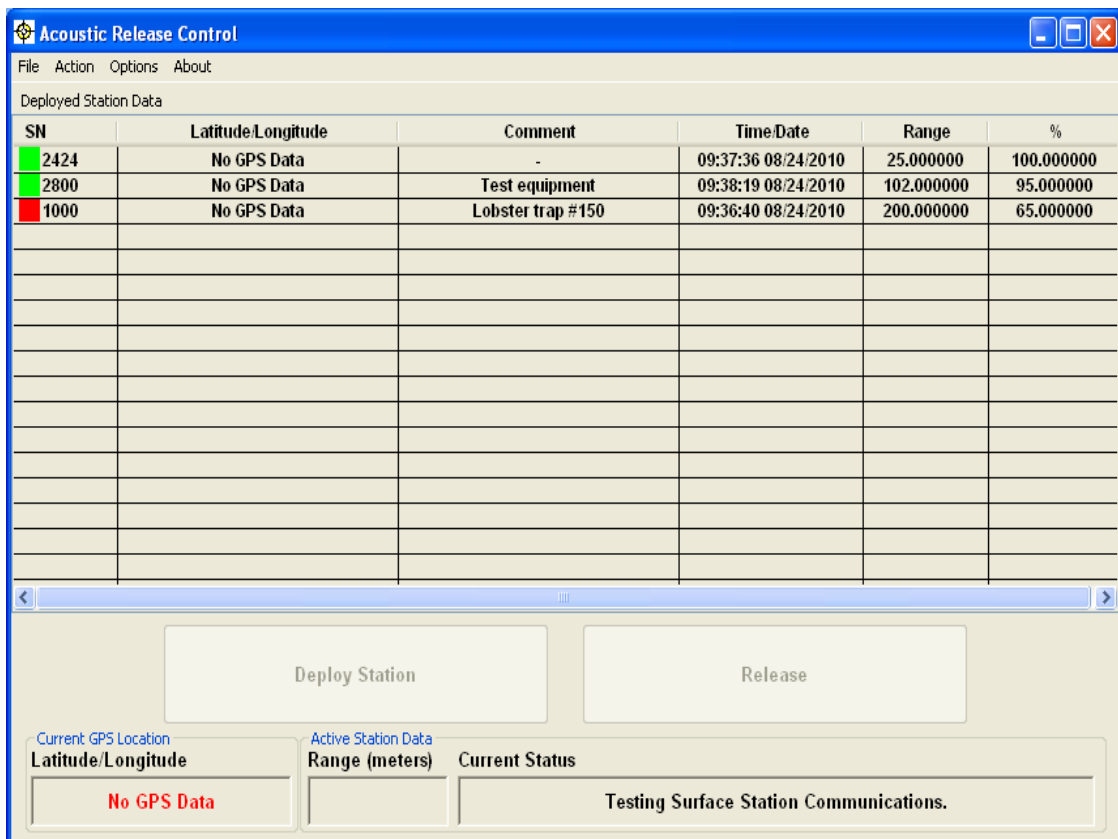 Acoustic Release Control
File Action Options About
Deployed Station Data
SN Latitude/Longitude Comment Time/Date Range %
2424 No GPS Data - 09:37:36 08/24/2010 25.000000 100.000000
2800 No GPS Data Test equipment 09:38:19 08/24/2010 102.000000 95.000000
1000 No GPS Data Lobster trap #150 09:36:40 08/24/2010 200.000000 65.000000
Deploy Station Release
Current GPS Location Active Station Data
Latitude/Longitude Range (meters) Current Status
No GPS Data Testing Surface Station Communications.